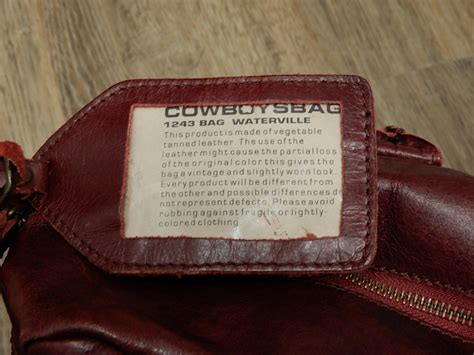 COWBOYSBAG
1243 BAG WATERVILLE
This product is made of vegetable
tanned leather. The use of the
leather might cause the partial loss
of the original color this gives the
bag a vintage and slightly worn look.
Every product will be different from
the other and possible differences do
not represent defects. Please avoid
rubbing against fragile or lightly-
colored clothing.